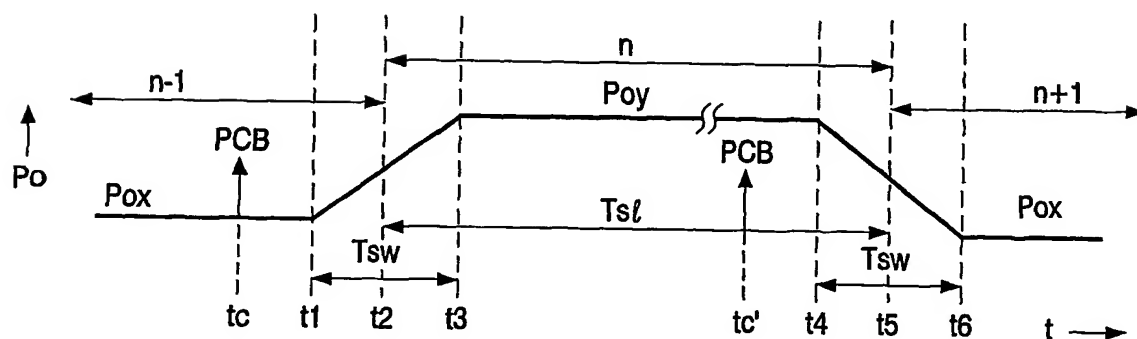 n
n-1
Poy
n+1
PCB
PCB
Po
Pox
Tsℓ
Pox
Tsw
Tsw
tc
t1
t2
t3
tc'
t4
t5
t6
t